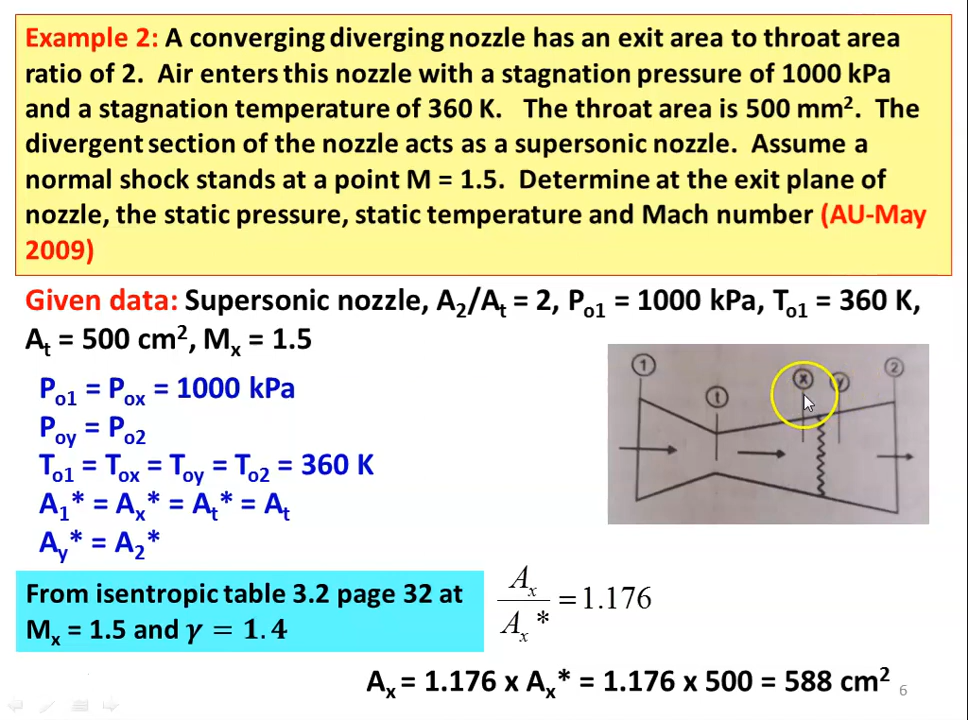 Example 2: A converging diverging nozzle has an exit area to throat area
ratio of 2. Air enters this nozzle with a stagnation pressure of 1000 kPa
and a stagnation temperature of 360 K. The throat area is 500 mm². The
divergent section of the nozzle acts as a supersonic nozzle. Assume a
normal shock stands at a point M = 1.5. Determine at the exit plane of
nozzle, the static pressure, static temperature and Mach number (AU-May
2009)
Given data: Supersonic nozzle, A₂/Aₜ = 2, Pₒ₁ = 1000 kPa, Tₒ₁ = 360 K,
Aₜ = 500 cm², Mₓ = 1.5
Pₒ₁ = Pₒₓ = 1000 kPa
P_oy = Pₒ₂
Tₒ₁ = Tₒₓ = T_oy = Tₒ₂ = 360 K
A₁* = Aₓ* = Aₜ* = Aₜ
A_y* = A₂*
1 t x y 2
From isentropic table 3.2 page 32 at
Mₓ = 1.5 and γ = 1.4
Aₓ / Aₓ* = 1.176
Aₓ = 1.176 x Aₓ* = 1.176 x 500 = 588 cm²
6